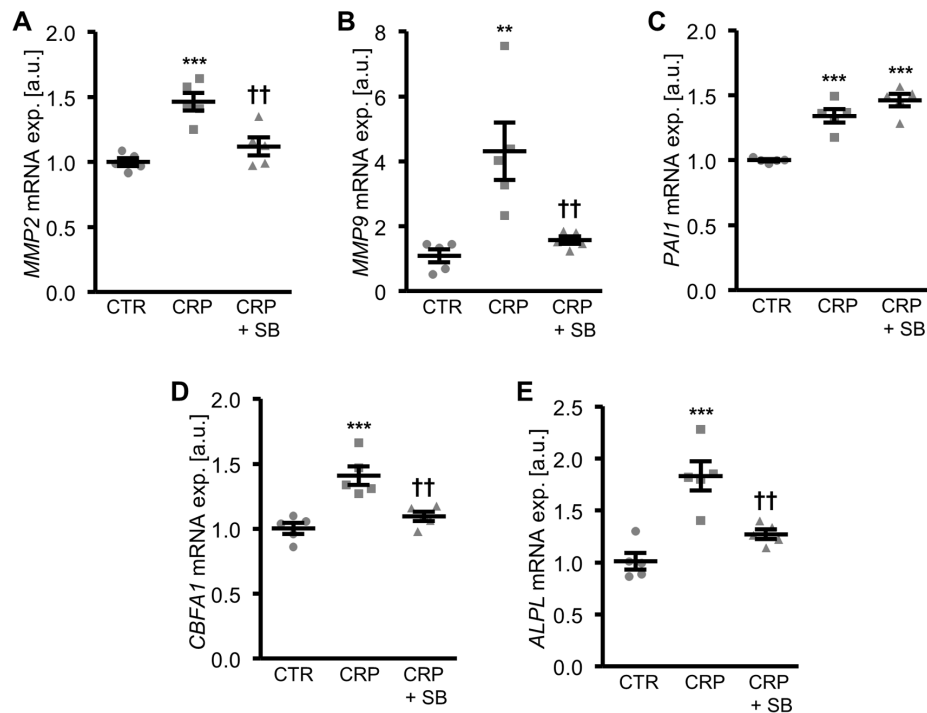 A
MMP2 mRNA exp. [a.u.]
2.0
1.5
1.0
0.5
0.0
***
††
CTR
CRP
CRP
+ SB
B
MMP9 mRNA exp. [a.u.]
8
6
4
2
0
**
††
CTR
CRP
CRP
+ SB
C
PAI1 mRNA exp. [a.u.]
2.0
1.5
1.0
0.5
0.0
***
***
CTR
CRP
CRP
+ SB
D
CBFA1 mRNA exp. [a.u.]
2.0
1.5
1.0
0.5
0.0
***
††
CTR
CRP
CRP
+ SB
E
ALPL mRNA exp. [a.u.]
2.5
2.0
1.5
1.0
0.5
0.0
***
††
CTR
CRP
CRP
+ SB